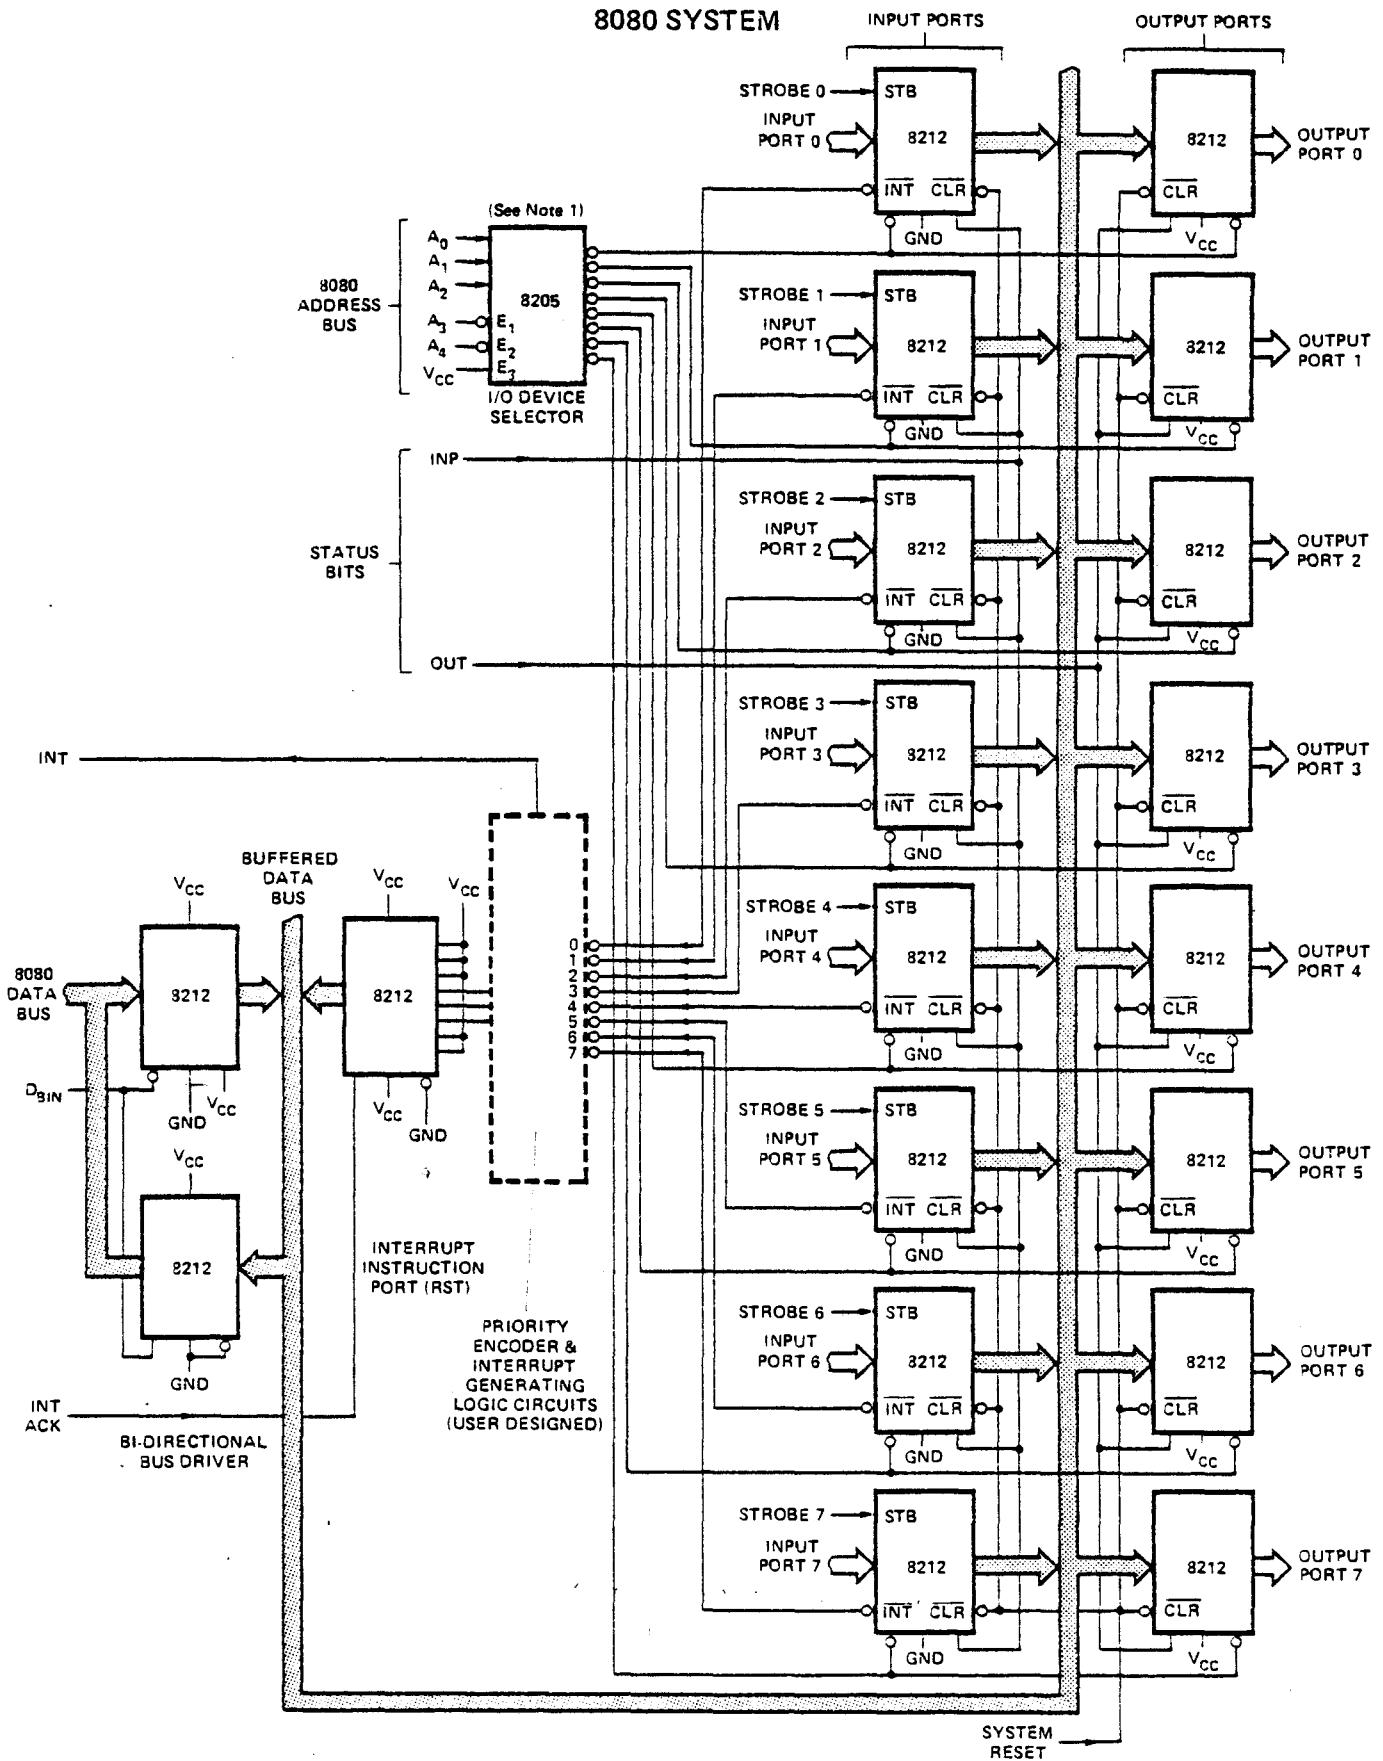 8080 SYSTEM
INPUT PORTS
OUTPUT PORTS
STROBE 0
STB
INPUT
PORT 0
8212
INT CLR
GND
8212
CLR
VCC
OUTPUT
PORT 0
(See Note 1)
8080
ADDRESS
BUS
A0
A1
A2
A3
A4
VCC
E1
E2
E3
8205
I/O DEVICE
SELECTOR
STROBE 1
STB
INPUT
PORT 1
8212
INT CLR
GND
8212
CLR
VCC
OUTPUT
PORT 1
STATUS
BITS
INP
OUT
STROBE 2
STB
INPUT
PORT 2
8212
INT CLR
GND
8212
CLR
VCC
OUTPUT
PORT 2
STROBE 3
STB
INPUT
PORT 3
8212
INT CLR
GND
8212
CLR
VCC
OUTPUT
PORT 3
INT
STROBE 4
STB
INPUT
PORT 4
8212
INT CLR
GND
8212
CLR
VCC
OUTPUT
PORT 4
BUFFERED
DATA
BUS
VCC
8080
DATA
BUS
8212
DBIN
GND
VCC
VCC
8212
GND
VCC
VCC
8212
VCC
GND
0
1
2
3
4
5
6
7
INTERRUPT
INSTRUCTION
PORT (RST)
PRIORITY
ENCODER &
INTERRUPT
GENERATING
LOGIC CIRCUITS
(USER DESIGNED)
INT
ACK
BI-DIRECTIONAL
BUS DRIVER
STROBE 5
STB
INPUT
PORT 5
8212
INT CLR
GND
8212
CLR
VCC
OUTPUT
PORT 5
STROBE 6
STB
INPUT
PORT 6
8212
INT CLR
GND
8212
CLR
VCC
OUTPUT
PORT 6
STROBE 7
STB
INPUT
PORT 7
8212
INT CLR
GND
8212
CLR
VCC
OUTPUT
PORT 7
SYSTEM
RESET